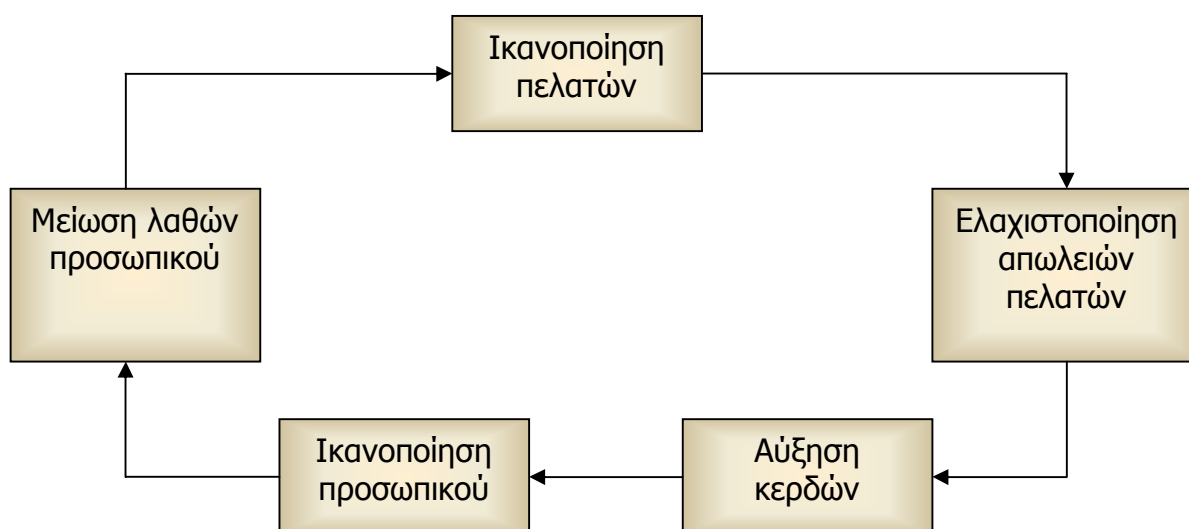 Ικανοποίηση
πελατών
Μείωση λαθών
προσωπικού
Ελαχιστοποίηση
απωλειών
πελατών
Ικανοποίηση
προσωπικού
Αύξηση
κερδών